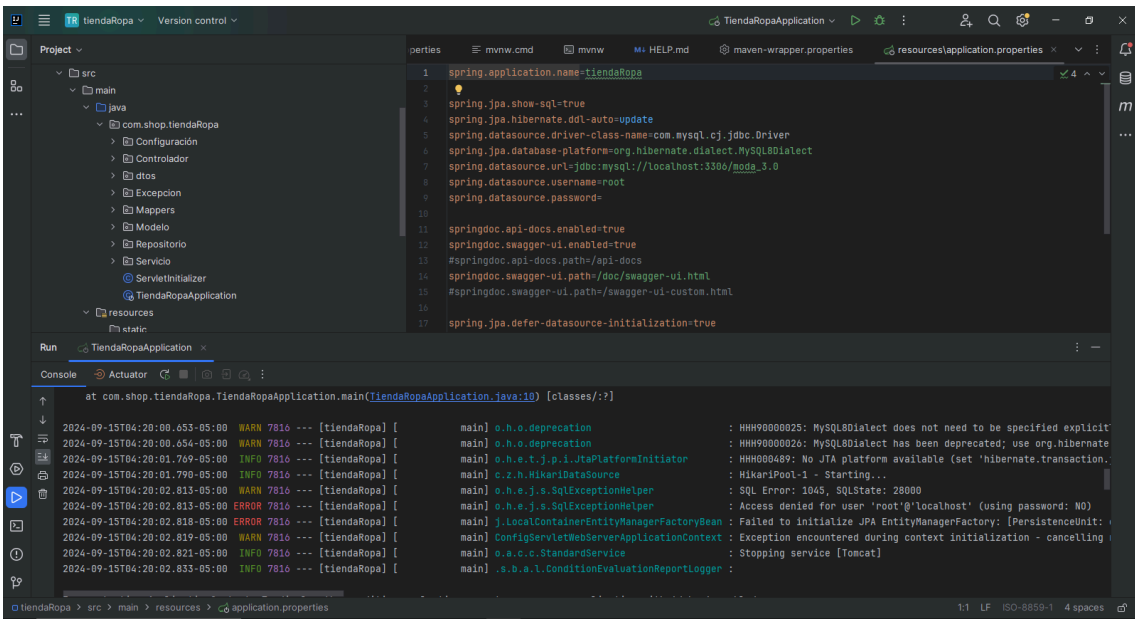 TR tiendaRopa Version control TiendaRopaApplication
Project
src
main
java
com.shop.tiendaRopa
Configuración
Controlador
dtos
Excepcion
Mappers
Modelo
Repositorio
Servicio
ServletInitializer
TiendaRopaApplication
resources
static
perties mvnw.cmd mvnw M↓ HELP.md maven-wrapper.properties resources\application.properties
4
1 spring.application.name=tiendaRopa
2
3 spring.jpa.show-sql=true
4 spring.jpa.hibernate.ddl-auto=update
5 spring.datasource.driver-class-name=com.mysql.cj.jdbc.Driver
6 spring.jpa.database-platform=org.hibernate.dialect.MySQL8Dialect
7 spring.datasource.url=jdbc:mysql://localhost:3306/moda_3.0
8 spring.datasource.username=root
9 spring.datasource.password=
10
11 springdoc.api-docs.enabled=true
12 springdoc.swagger-ui.enabled=true
13 #springdoc.api-docs.path=/api-docs
14 springdoc.swagger-ui.path=/doc/swagger-ui.html
15 #springdoc.swagger-ui.path=/swagger-ui-custom.html
16
17 spring.jpa.defer-datasource-initialization=true
m
Run TiendaRopaApplication
Console Actuator
at com.shop.tiendaRopa.TiendaRopaApplication.main(TiendaRopaApplication.java:10) [classes/:?]
2024-09-15T04:20:00.653-05:00 WARN 7816 --- [tiendaRopa] [ main] o.h.o.deprecation : HHH90000025: MySQL8Dialect does not need to be specified explicit
2024-09-15T04:20:00.654-05:00 WARN 7816 --- [tiendaRopa] [ main] o.h.o.deprecation : HHH90000026: MySQL8Dialect has been deprecated; use org.hibernate
2024-09-15T04:20:01.769-05:00 INFO 7816 --- [tiendaRopa] [ main] o.h.e.t.j.p.i.JtaPlatformInitiator : HHH000489: No JTA platform available (set 'hibernate.transaction.
2024-09-15T04:20:01.790-05:00 INFO 7816 --- [tiendaRopa] [ main] c.z.h.HikariDataSource : HikariPool-1 - Starting...
2024-09-15T04:20:02.813-05:00 WARN 7816 --- [tiendaRopa] [ main] o.h.e.j.s.SqlExceptionHelper : SQL Error: 1045, SQLState: 28000
2024-09-15T04:20:02.813-05:00 ERROR 7816 --- [tiendaRopa] [ main] o.h.e.j.s.SqlExceptionHelper : Access denied for user 'root'@'localhost' (using password: NO)
2024-09-15T04:20:02.818-05:00 ERROR 7816 --- [tiendaRopa] [ main] j.LocalContainerEntityManagerFactoryBean : Failed to initialize JPA EntityManagerFactory: [PersistenceUnit:
2024-09-15T04:20:02.819-05:00 WARN 7816 --- [tiendaRopa] [ main] ConfigServletWebServerApplicationContext : Exception encountered during context initialization - cancelling
2024-09-15T04:20:02.821-05:00 INFO 7816 --- [tiendaRopa] [ main] o.a.c.c.StandardService : Stopping service [Tomcat]
2024-09-15T04:20:02.833-05:00 INFO 7816 --- [tiendaRopa] [ main] .s.b.a.l.ConditionEvaluationReportLogger :
tiendaRopa > src > main > resources > application.properties 1:1 LF ISO-8859-1 4 spaces